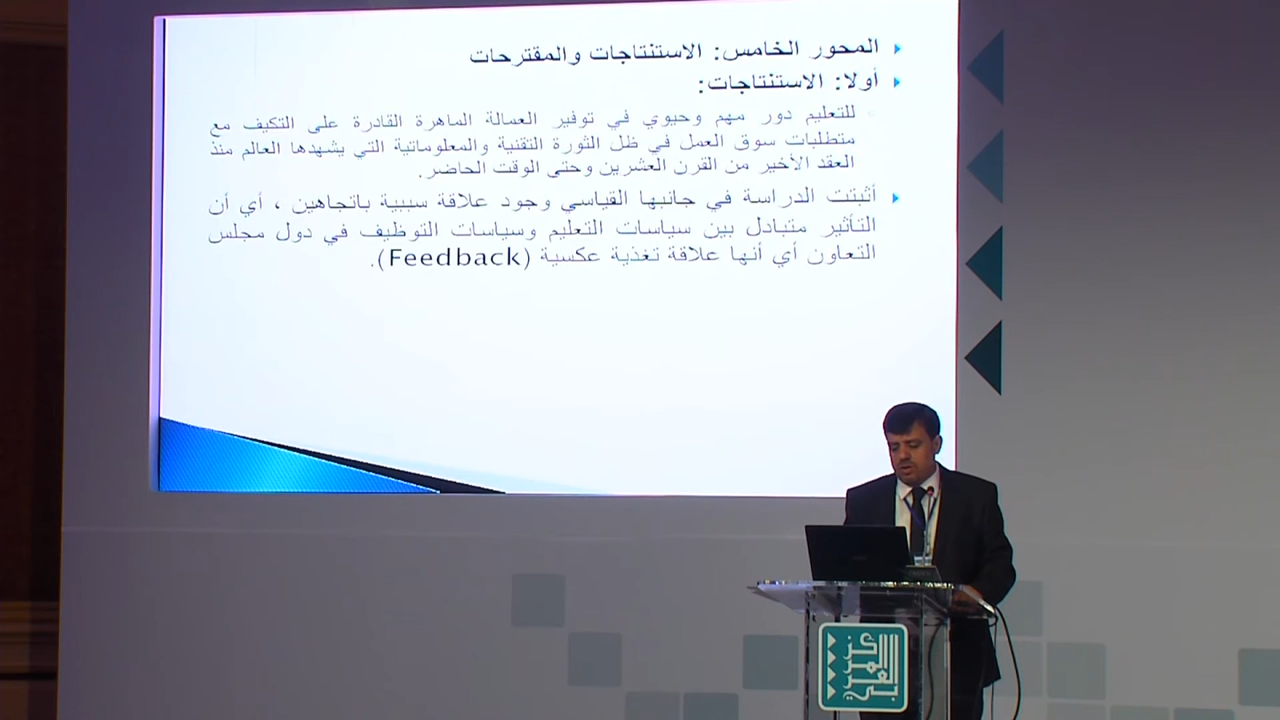 المحور الخامس: الاستنتاجات والمقترحات
أولا: الاستنتاجات:
للتعليم دور مهم وحيوي في توفير العمالة الماهرة القادرة على التكيف مع
متطلبات سوق العمل في ظل الثورة التقنية والمعلوماتية التي يشهدها العالم منذ
العقد الأخير من القرن العشرين وحتى الوقت الحاضر.
أثبتت الدراسة في جانبها القياسي وجود علاقة سببية باتجاهين ، أي أن
التأثير متبادل بين سياسات التعليم وسياسات التوظيف في دول مجلس
التعاون أي أنها علاقة تغذية عكسية (Feedback).
المركز
العربي